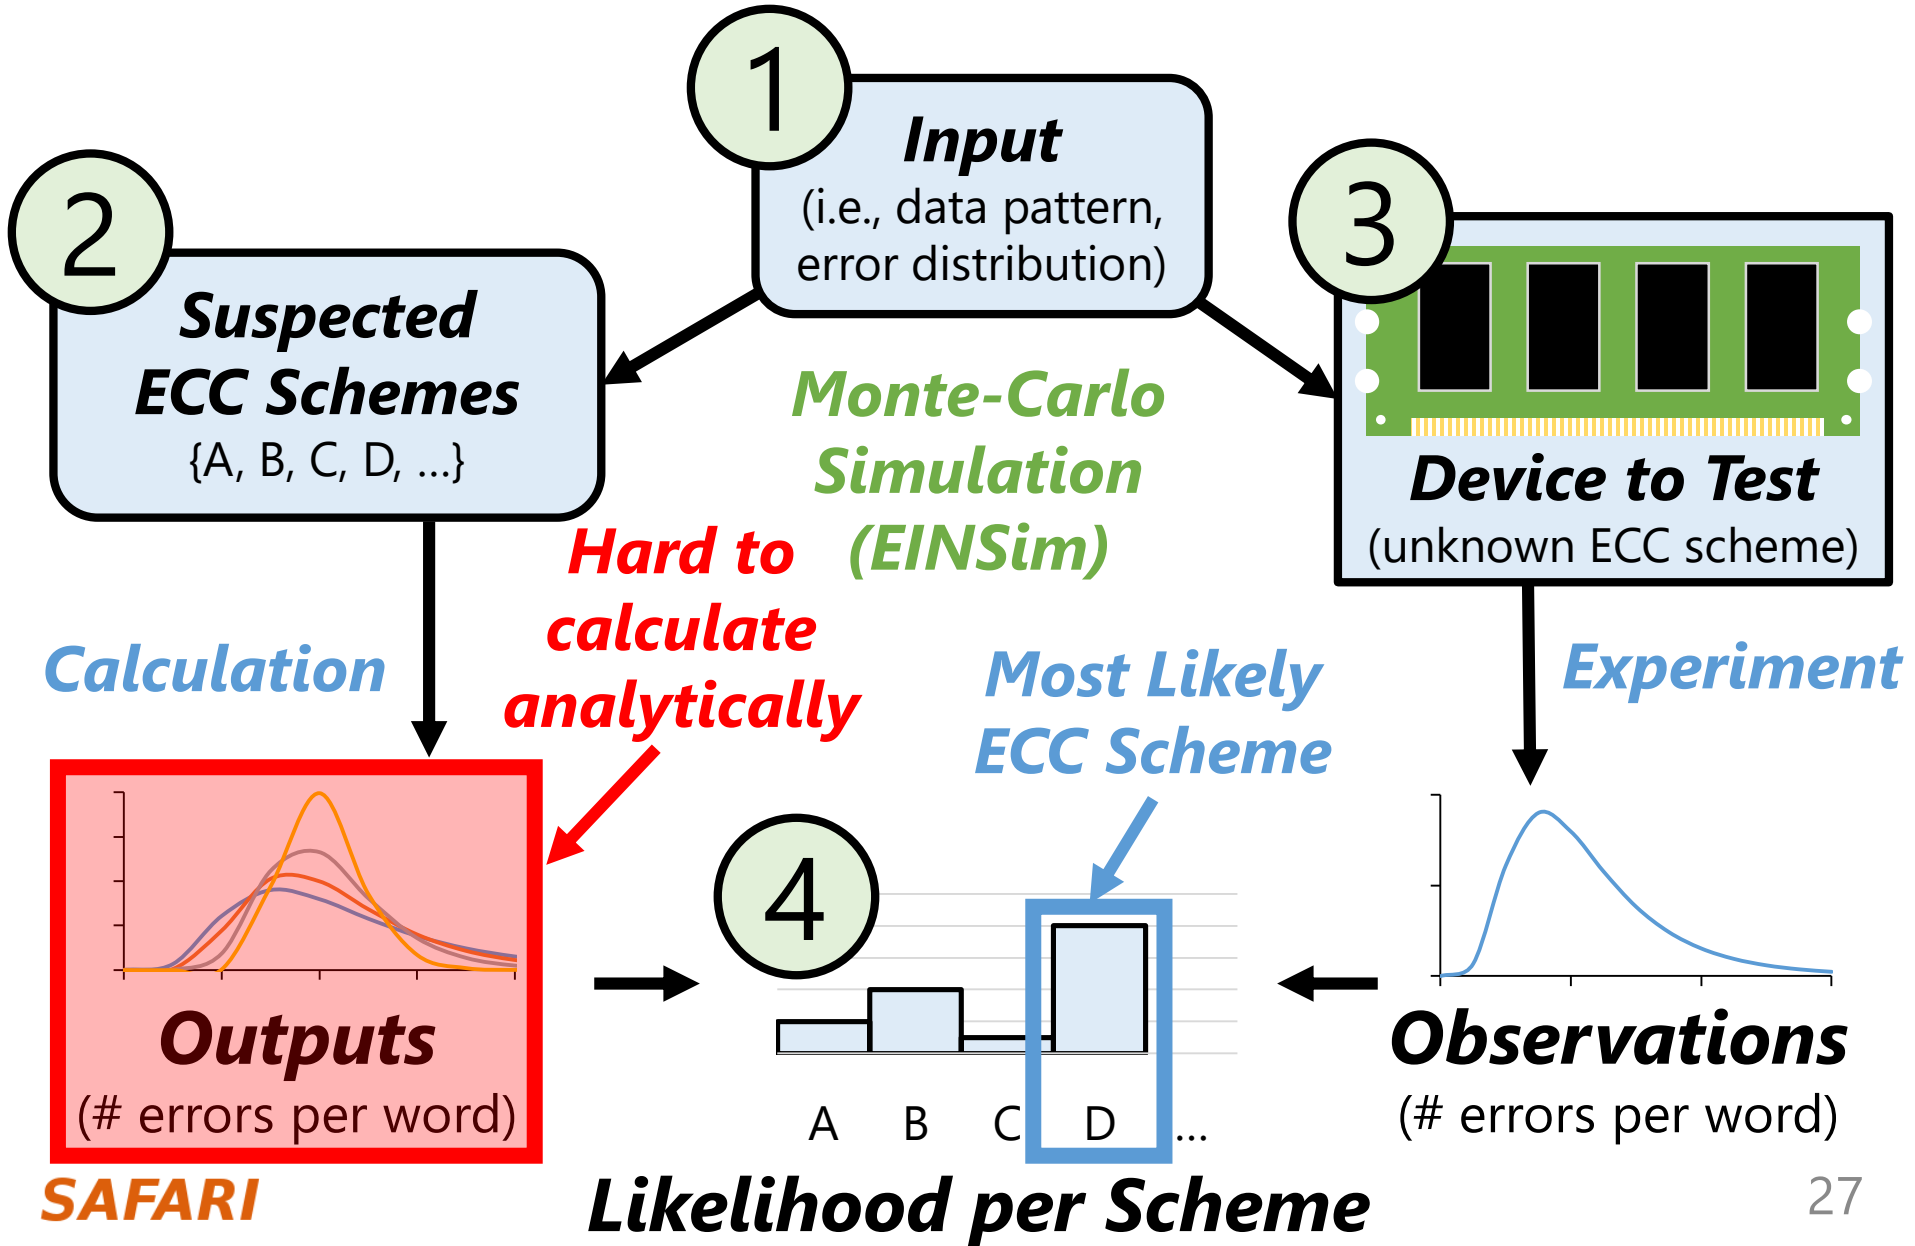 1
Input
(i.e., data pattern,
error distribution)
2
Suspected
ECC Schemes
{A, B, C, D, ...}
3
Device to Test
(unknown ECC scheme)
Monte-Carlo
Simulation
(EINSim)
Hard to
calculate
analytically
Calculation
Most Likely
ECC Scheme
Experiment
Outputs
(# errors per word)
4
A B C D ...
Likelihood per Scheme
Observations
(# errors per word)
SAFARI
27